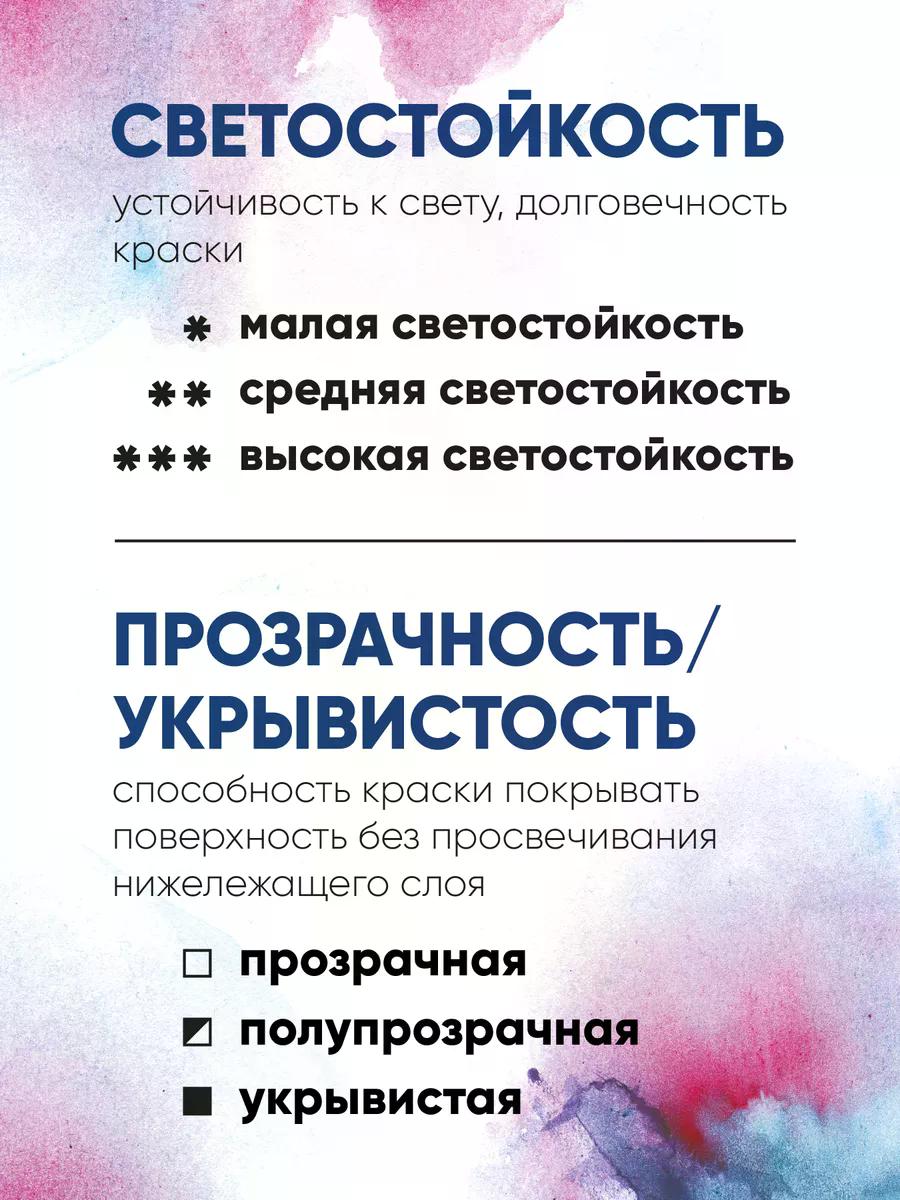 СВЕТОСТОЙКОСТЬ
устойчивость к свету, долговечность
краски
* малая светостойкость
** средняя светостойкость
*** высокая светостойкость
ПРОЗРАЧНОСТЬ/
УКРЫВИСТОСТЬ
способность краски покрывать
поверхность без просвечивания
нижележащего слоя
□ прозрачная
◩ полупрозрачная
■ укрывистая